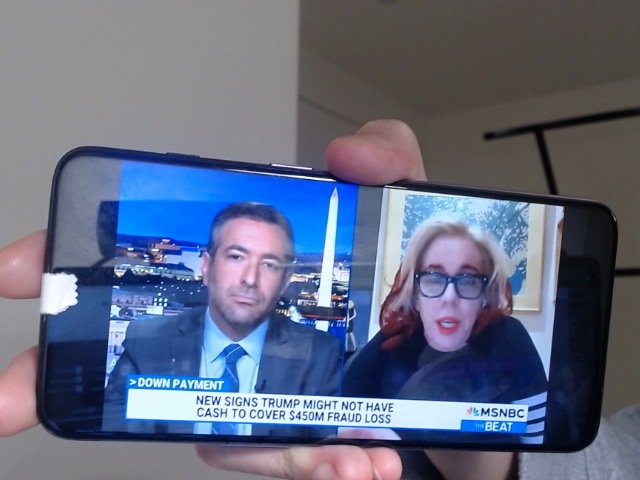 > DOWN PAYMENT
NEW SIGNS TRUMP MIGHT NOT HAVE
CASH TO COVER $450M FRAUD LOSS
MSNBC
THE BEAT